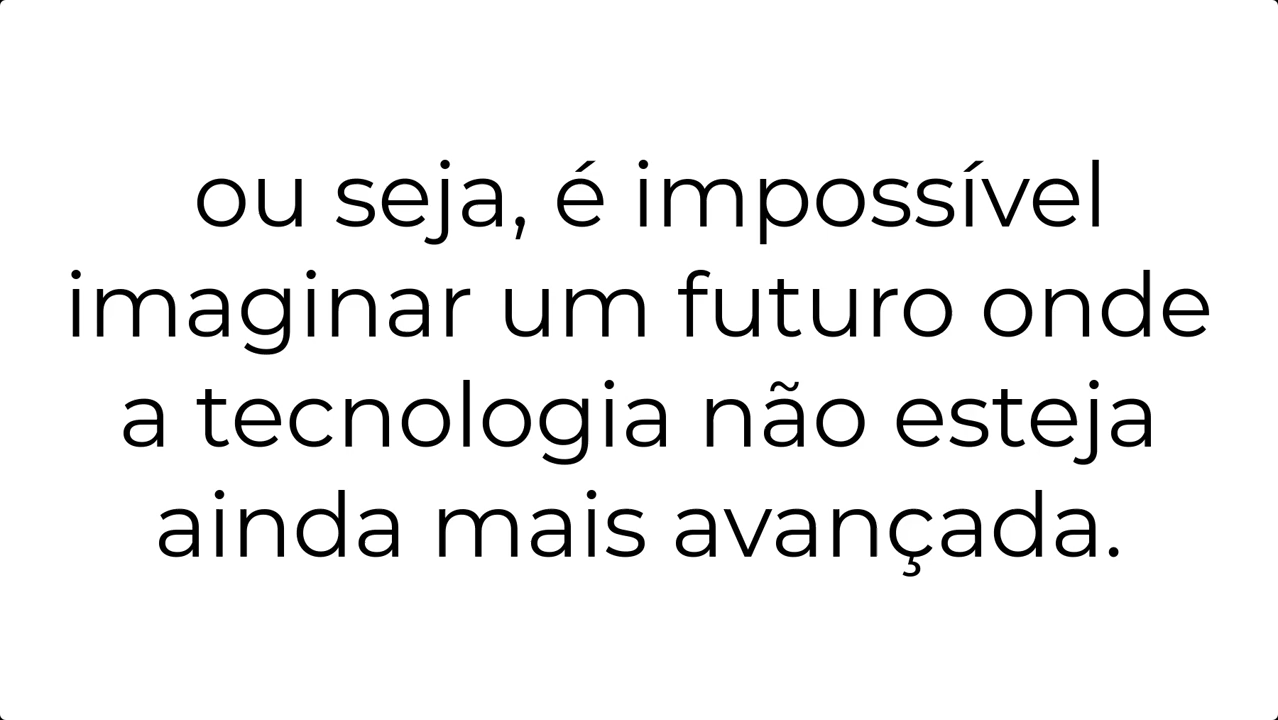 ou seja, é impossível
imaginar um futuro onde
a tecnologia não esteja
ainda mais avançada.